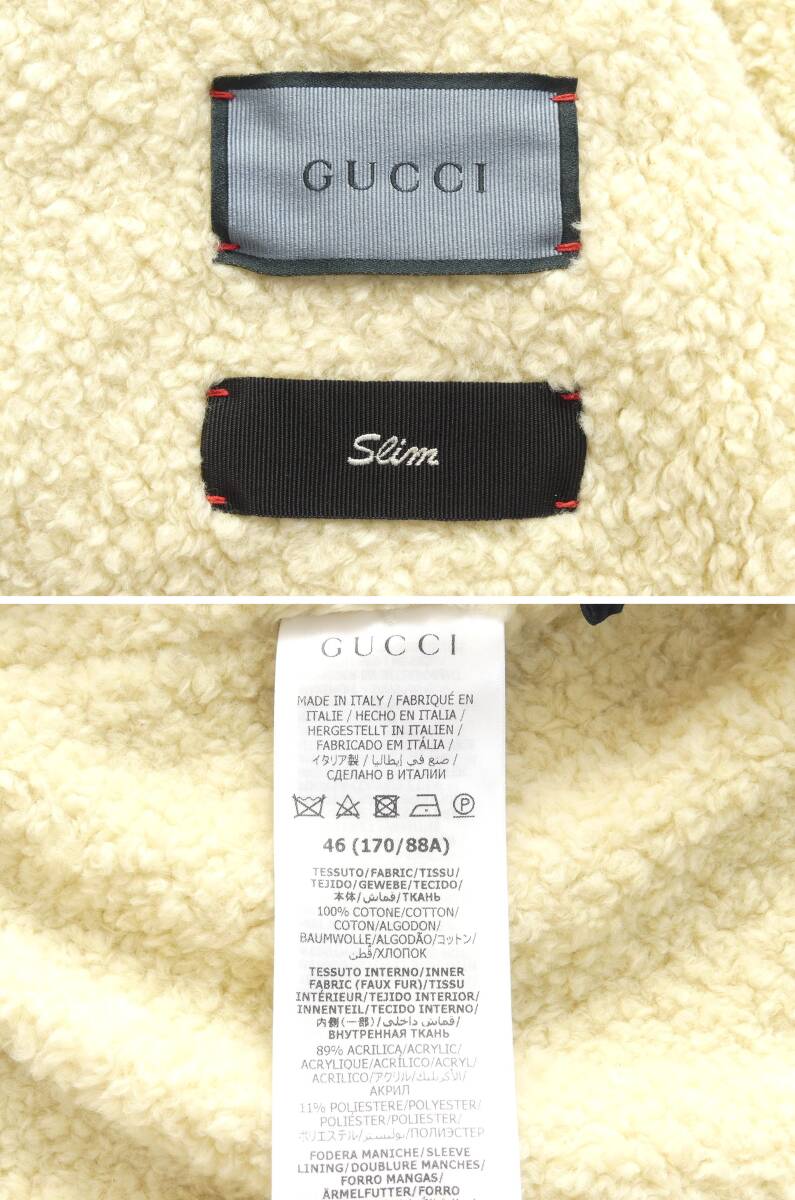 GUCCI
Slim
GUCCI
MADE IN ITALY / FABRIQUÉ EN
ITALIE / HECHO EN ITALIA /
HERGESTELLT IN ITALIEN /
FABRICADO EM ITÁLIA /
イタリア製 / صنع في إيطاليا /
СДЕЛАНО В ИТАЛИИ
46 (170/88A)
TESSUTO/FABRIC/TISSU/
TEJIDO/GEWEBE/TECIDO/
本体/قماش/ТКАНЬ
100% COTONE/COTTON/
COTON/ALGODON/
BAUMWOLLE/ALGODÃO/コットン/
قطن/ХЛОПОК
TESSUTO INTERNO/INNER
FABRIC (FAUX FUR)/TISSU
INTÉRIEUR/TEJIDO INTERIOR/
INNENTEIL/TECIDO INTERIOR/
内側(一部)/قماش داخلي/
ВНУТРЕННАЯ ТКАНЬ
89% ACRILICA/ACRYLIC/
ACRYLIQUE/ACRÍLICO/ACRYL/
ACRILICO/アクリル/الأكريليك/
АКРИЛ
11% POLIESTERE/POLYESTER/
POLIÉSTER/POLIESTER/
ポリエステル/بوليستير/ПОЛИЭСТЕР
FODERA MANICHE/SLEEVE
LINING/DOUBLURE MANCHES/
FORRO MANGAS/
ÄRMELFUTTER/FORRO